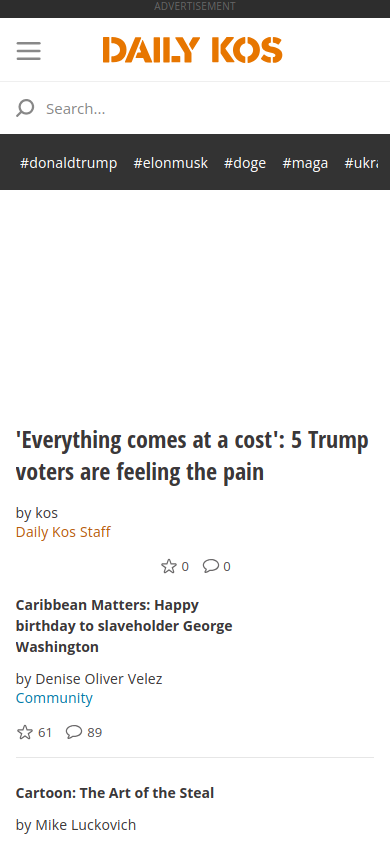 ADVERTISEMENT
DAILY KOS
Search...
#donaldtrump #elonmusk #doge #maga
'Everything comes at a cost': 5 Trump
voters are feeling the pain
by kos
Daily Kos Staff
0 0
Caribbean Matters: Happy
birthday to slaveholder George
Washington
by Denise Oliver Velez
Community
61 89
Cartoon: The Art of the Steal
by Mike Luckovich